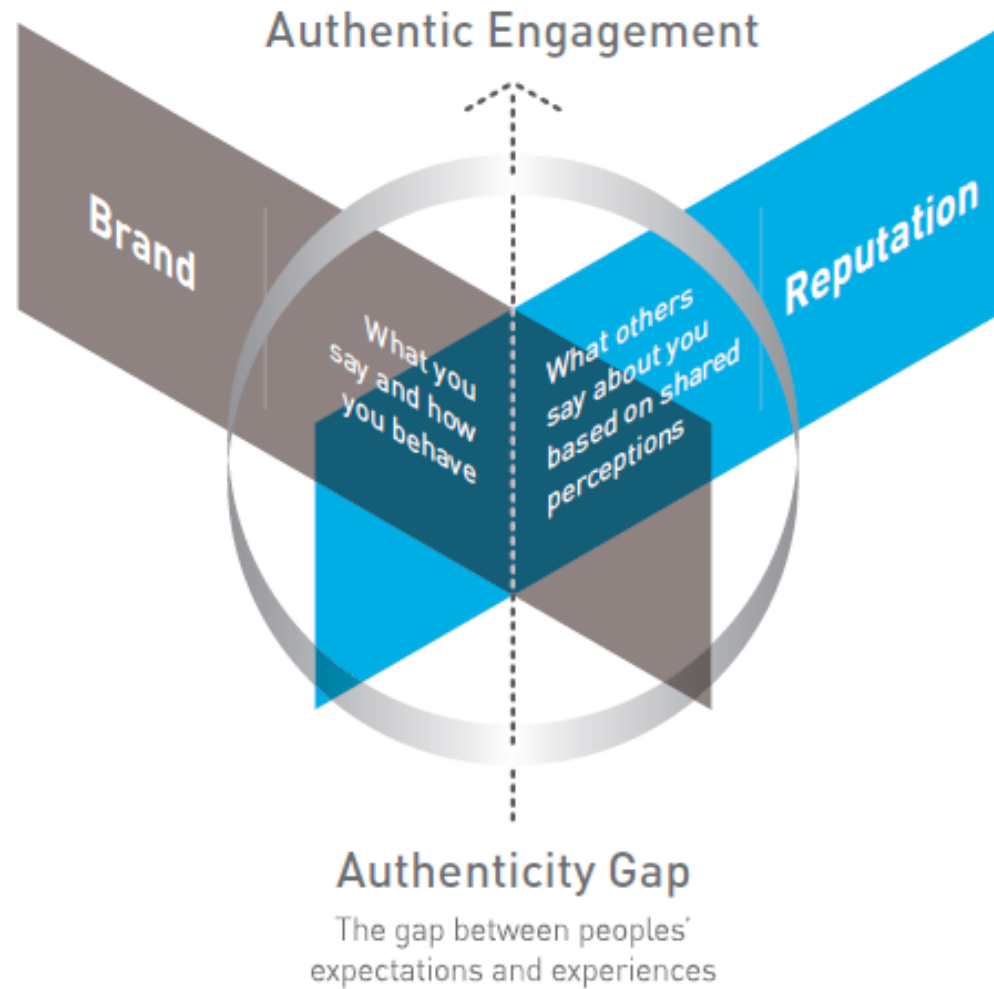 Authentic Engagement
Brand
Reputation
What you
say and how
you behave
What others
say about you
based on shared
perceptions
Authenticity Gap
The gap between peoples’
expectations and experiences